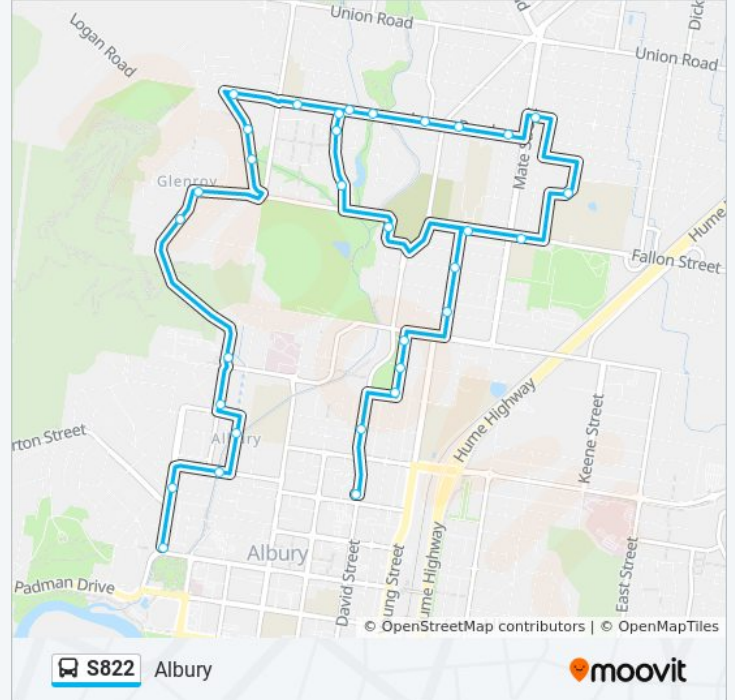 Union Road
Dick
Logan Road
Union Road
Mate S
Glenroy
Hume
Fallon Street
Hume Highway
Keene Street
rton Street
Albury
Albury
David Street
ung Street
ume Highway
East Street
Padman Drive
© OpenStreetMap contributors | © OpenMapTiles
S822 Albury
moovit